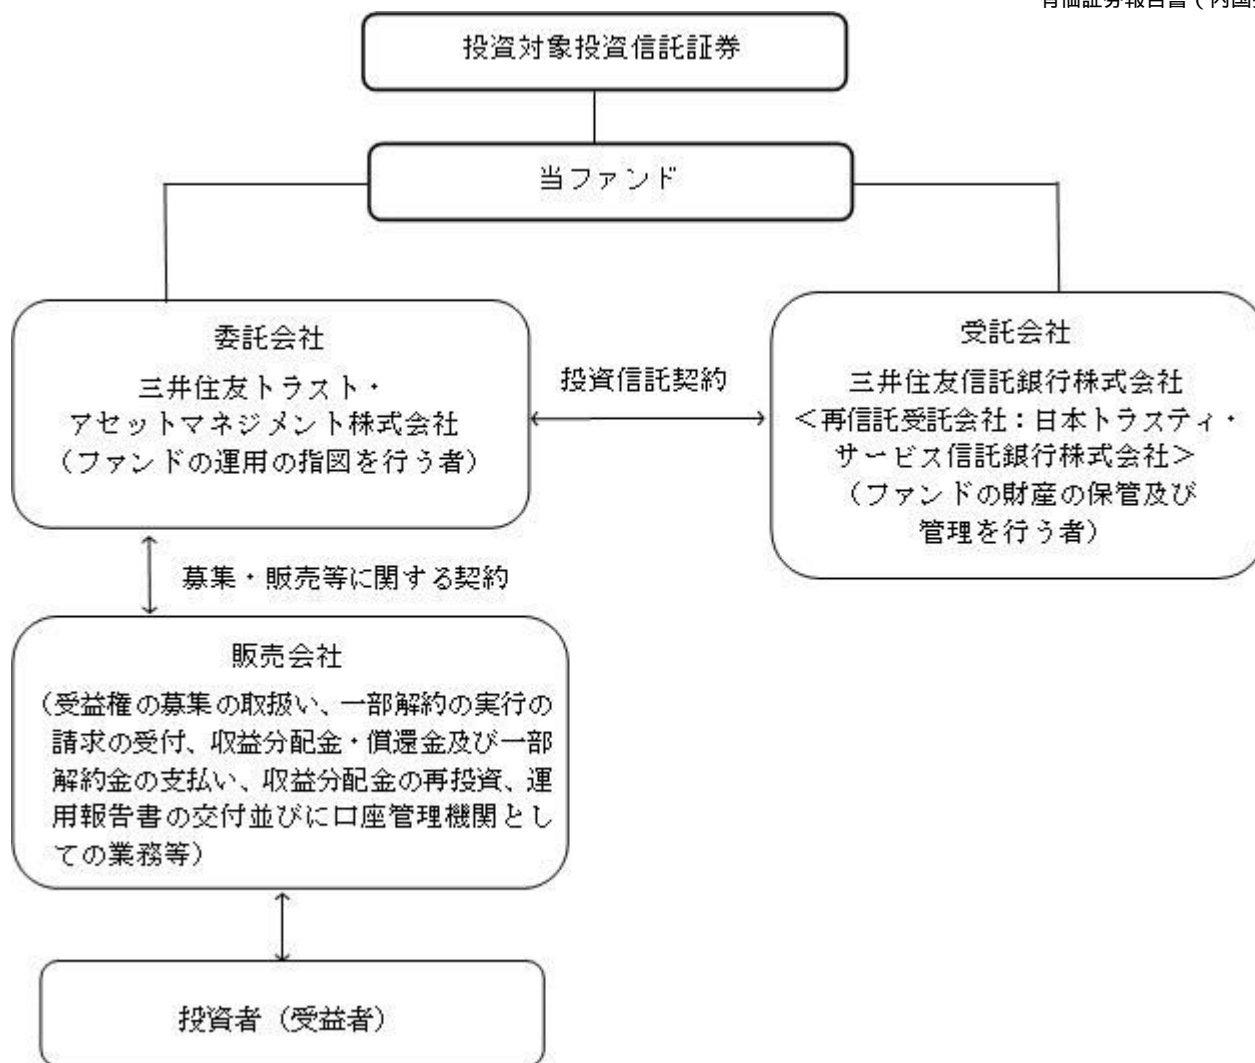 有価証券報告書(内国
投資対象投資信託証券
当ファンド
委託会社
三井住友トラスト・
アセットマネジメント株式会社
(ファンドの運用の指図を行う者)
投資信託契約
受託会社
三井住友信託銀行株式会社
<再信託受託会社:日本トラスティ・
サービス信託銀行株式会社>
(ファンドの財産の保管及び
管理を行う者)
募集・販売等に関する契約
販売会社
(受益権の募集の取扱い、一部解約の実行の
請求の受付、収益分配金・償還金及び一部
解約金の支払い、収益分配金の再投資、運
用報告書の交付並びに口座管理機関とし
ての業務等)
投資者(受益者)